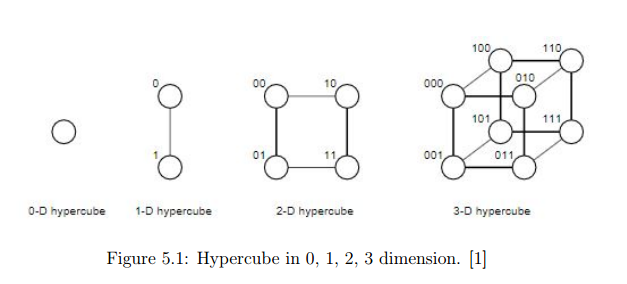 100 110
0 00 10 000 010
101 111
1 01 11 001 011
0-D hypercube 1-D hypercube 2-D hypercube 3-D hypercube
Figure 5.1: Hypercube in 0, 1, 2, 3 dimension. [1]